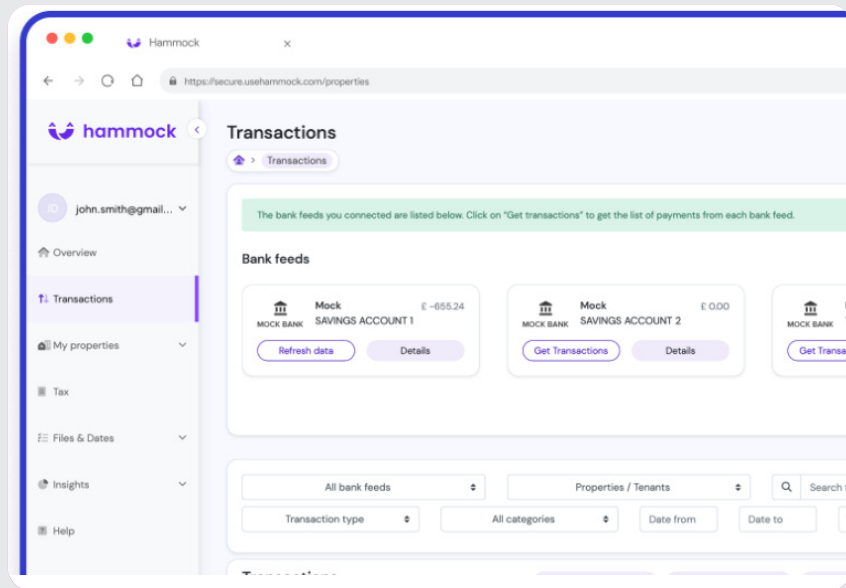 Hammock
https://secure.usehammock.com/properties
hammock
john.smith@gmail...
Overview
Transactions
My properties
Tax
Files & Dates
Insights
Help
Transactions
Transactions
The bank feeds you connected are listed below. Click on "Get transactions" to get the list of payments from each bank feed.
Bank feeds
MOCK BANK
Mock £ -655.24
SAVINGS ACCOUNT 1
Refresh data Details
MOCK BANK
Mock £ 0.00
SAVINGS ACCOUNT 2
Get Transactions Details
MOCK BANK
Get Transa
All bank feeds Properties / Tenants Search
Transaction type All categories Date from Date to
Transactions